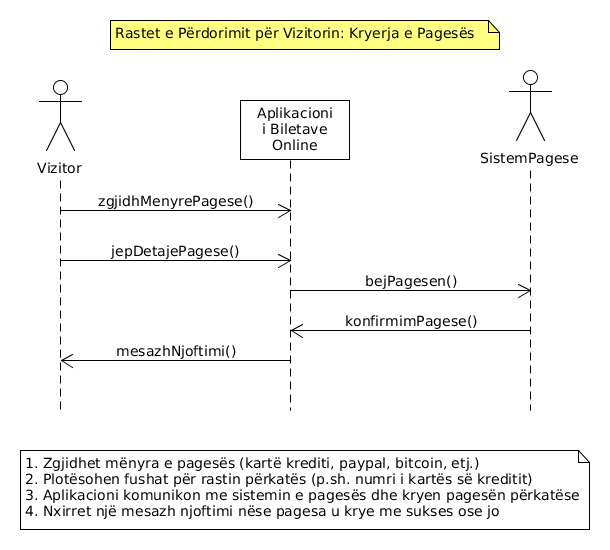 Rastet e Përdorimit për Vizitorin: Kryerja e Pagesës
Aplikacioni
i Biletave
Online
Vizitor
SistemPagese
zgjidhMenyrePagese()
jepDetajePagese()
bejPagesen()
konfirmimPagese()
mesazhNjoftimi()
1. Zgjidhet mënyra e pagesës (kartë krediti, paypal, bitcoin, etj.)
2. Plotësohen fushat për rastin përkatës (p.sh. numri i kartës së kreditit)
3. Aplikacioni komunikon me sistemin e pagesës dhe kryen pagesën përkatëse
4. Nxirret një mesazh njoftimi nëse pagesa u krye me sukses ose jo